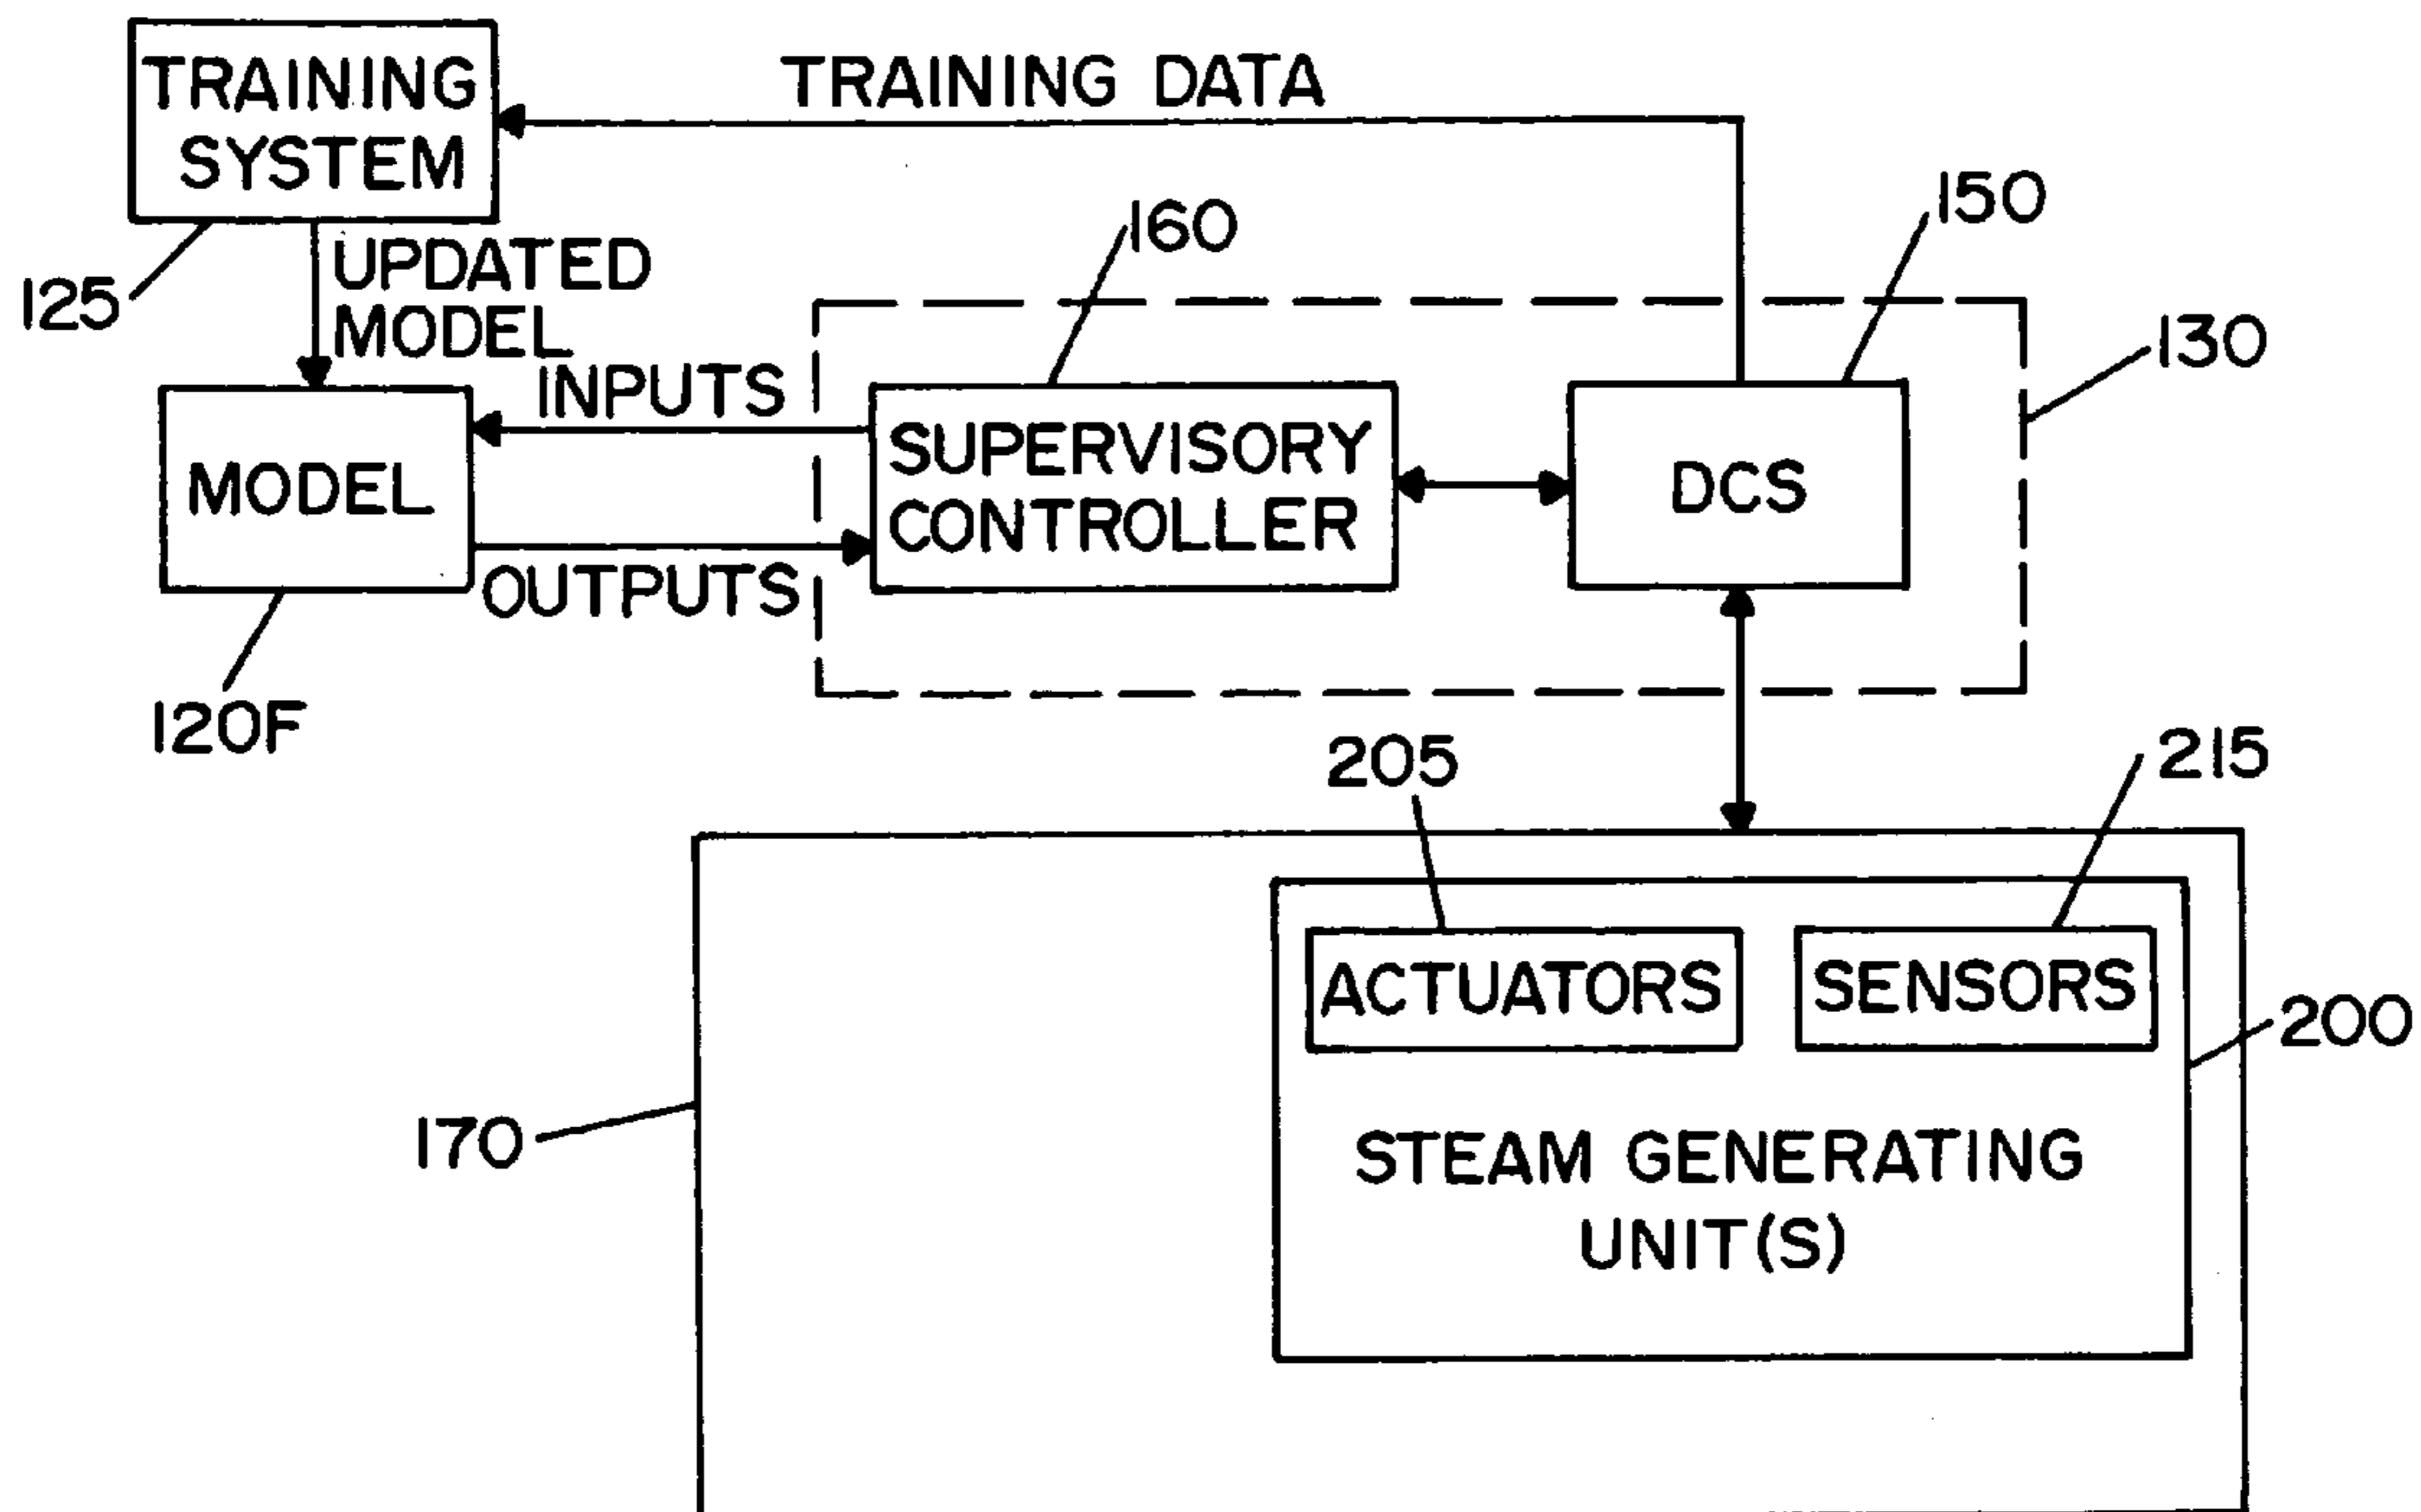 TRAINING
SYSTEM
TRAINING DATA
150
160
125
UPDATED
MODEL
130
INPUTS
SUPERVISORY
CONTROLLER
MODEL
DCS
OUTPUTS
120F
205
215
ACTUATORS
SENSORS
200
170
STEAM GENERATING
UNIT(S)